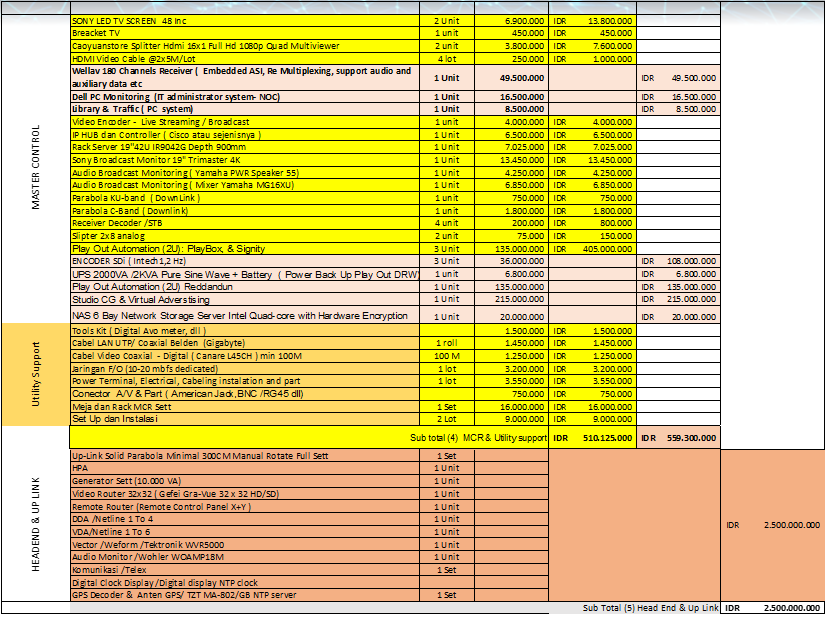 SONY LED TV SCREEN 48 Inc 2 Unit 6.900.000 IDR 13.800.000
Breacket TV 1 unit 450.000 IDR 450.000
Caoyuanstore Splitter Hdmi 16x1 Full Hd 1080p Quad Multiviewer 2 unit 3.800.000 IDR 7.600.000
HDMI Video Cable @2x5M/Lot 4 lot 250.000 IDR 1.000.000
Wellav 180 Channels Receiver ( Embedded ASI, Re Multiplexing, support audio and
auxiliary data etc 1 Unit 49.500.000 IDR 49.500.000
Dell PC Monitoring (IT administrator system- NOC) 1 Unit 16.500.000 IDR 16.500.000
Library & Traffic ( PC system) 1 Unit 8.500.000 IDR 8.500.000
Video Encoder - Live Streaming / Broadcast 1 unit 4.000.000 IDR 4.000.000
IP HUB dan Controller ( Cisco atau sejenisnya ) 1 unit 6.500.000 IDR 6.500.000
Rack Server 19"42U IR9042G Depth 900mm 1 unit 7.025.000 IDR 7.025.000
Sony Broadcast Monitor 19" Trimaster 4K 1 unit 13.450.000 IDR 13.450.000
Audio Broadcast Monitoring ( Yamaha PWR Speaker 55) 1 unit 4.250.000 IDR 4.250.000
Audio Broadcast Monitoring ( Mixer Yamaha MG16XU) 1 unit 6.850.000 IDR 6.850.000
Parabola KU-band ( DownLink ) 1 unit 750.000 IDR 750.000
Parabola C-Band ( Downlink) 1 unit 1.800.000 IDR 1.800.000
Receiver Decoder /STB 4 unit 200.000 IDR 800.000
Slipter 2x8 analog 2 unit 75.000 IDR 150.000
Play Out Automation (2U): PlayBox, & Signity 3 Unit 135.000.000 IDR 405.000.000
ENCODER SDi ( Intech 1,2 Hz) 3 Unit 36.000.000 IDR 108.000.000
UPS 2000VA /2KVA Pure Sine Wave + Battery ( Power Back Up Play Out DRW) 1 unit 6.800.000 IDR 6.800.000
Play Out Automation (2U) Reddandun 1 Unit 135.000.000 IDR 135.000.000
Studio CG & Virtual Adverstising 1 Unit 215.000.000 IDR 215.000.000
NAS 6 Bay Network Storage Server Intel Quad-core with Hardware Encryption 1 Unit 20.000.000 IDR 20.000.000
MASTER CONTROL
Tools Kit ( Digital Avo meter, dll ) 1.500.000 IDR 1.500.000
Cabel LAN UTP/ Coaxial Belden (Gigabyte) 1 roll 1.450.000 IDR 1.450.000
Cabel Video Coaxial - Digital ( Canare L45CH ) min 100M 100 M 1.250.000 IDR 1.250.000
Jaringan F/O (10-20 mbfs dedicated) 1 lot 3.200.000 IDR 3.200.000
Power Terminal, Electrical, Cabeling instalation and part 1 lot 3.550.000 IDR 3.550.000
Conector A/V & Part ( American Jack,BNC /RG45 dll) 750.000 IDR 750.000
Meja dan Rack MCR Sett 1 Set 16.000.000 IDR 16.000.000
Set Up dan Instalasi 2 Lot 9.000.000 IDR 9.000.000
Utility Support
Sub total (4) MCR & Utility support IDR 510.125.000 IDR 559.300.000
Up-Link Solid Parabola Minimal 300CM Manual Rotate Full Sett 1 Set
HPA 1 Unit
Generator Sett (10.000 VA) 1 Unit
Video Router 32x32 ( Gefei Gra-Vue 32 x 32 HD/SD) 1 Unit
Remote Router (Remote Control Panel X+Y ) 1 Unit
DDA /Netline 1 To 4 1 Unit
VDA/Netline 1 To 6 1 Unit
Vector /Weform /Tektronik WVR5000 1 Unit
Audio Monitor /Wohler WOAMP18M 1 Unit
Komunikasi /Telex 1 Set
Digital Clock Display /Digital display NTP clock
GPS Decoder & Anten GPS/ TZT MA-802/GB NTP server 1 Set
HEADEND & UP LINK
IDR 2.500.000.000
Sub Total (5) Head End & Up Link IDR 2.500.000.000